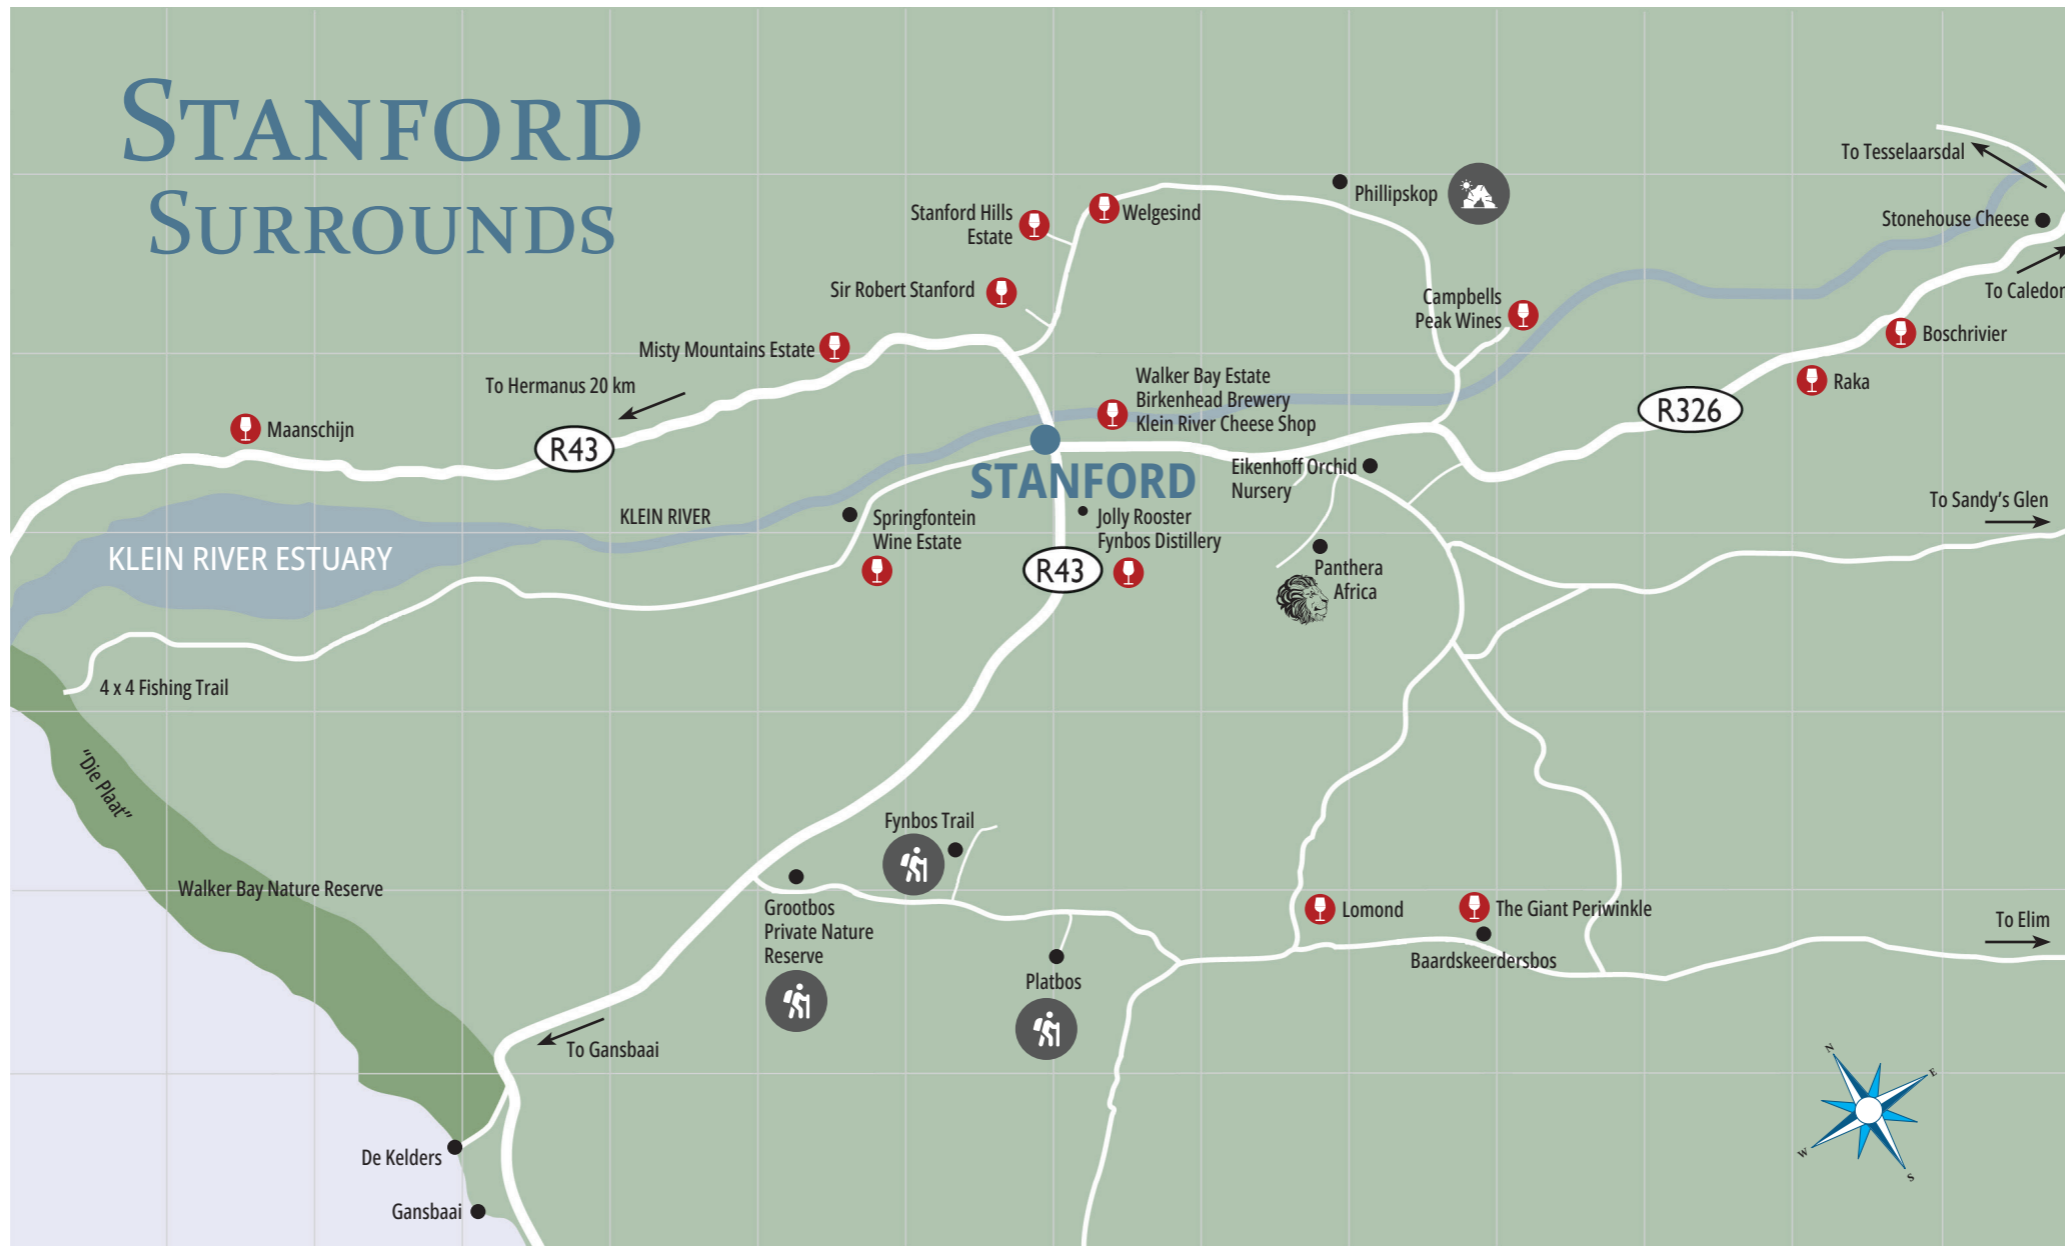 STANFORD
SURROUNDS
To Tesselaarsdal
Phillipskop
Stonehouse Cheese
Stanford Hills
Estate
Welgesind
Sir Robert Stanford
To Caledon
Campbells
Peak Wines
Boschrivier
Misty Mountains Estate
To Hermanus 20 km
Walker Bay Estate
Birkenhead Brewery
Klein River Cheese Shop
Raka
R326
Maanschijn
R43
STANFORD
Eikenhoff Orchid
Nursery
To Sandy's Glen
KLEIN RIVER
Springfontein
Wine Estate
Jolly Rooster
Fynbos Distillery
KLEIN RIVER ESTUARY
R43
Panthera
Africa
4 x 4 Fishing Trail
"Die Plaat"
Fynbos Trail
Walker Bay Nature Reserve
Grootbos
Private Nature
Reserve
Lomond
The Giant Periwinkle
To Elim
Baardskeerdersbos
Platbos
To Gansbaai
N
E
W
S
De Kelders
Gansbaai